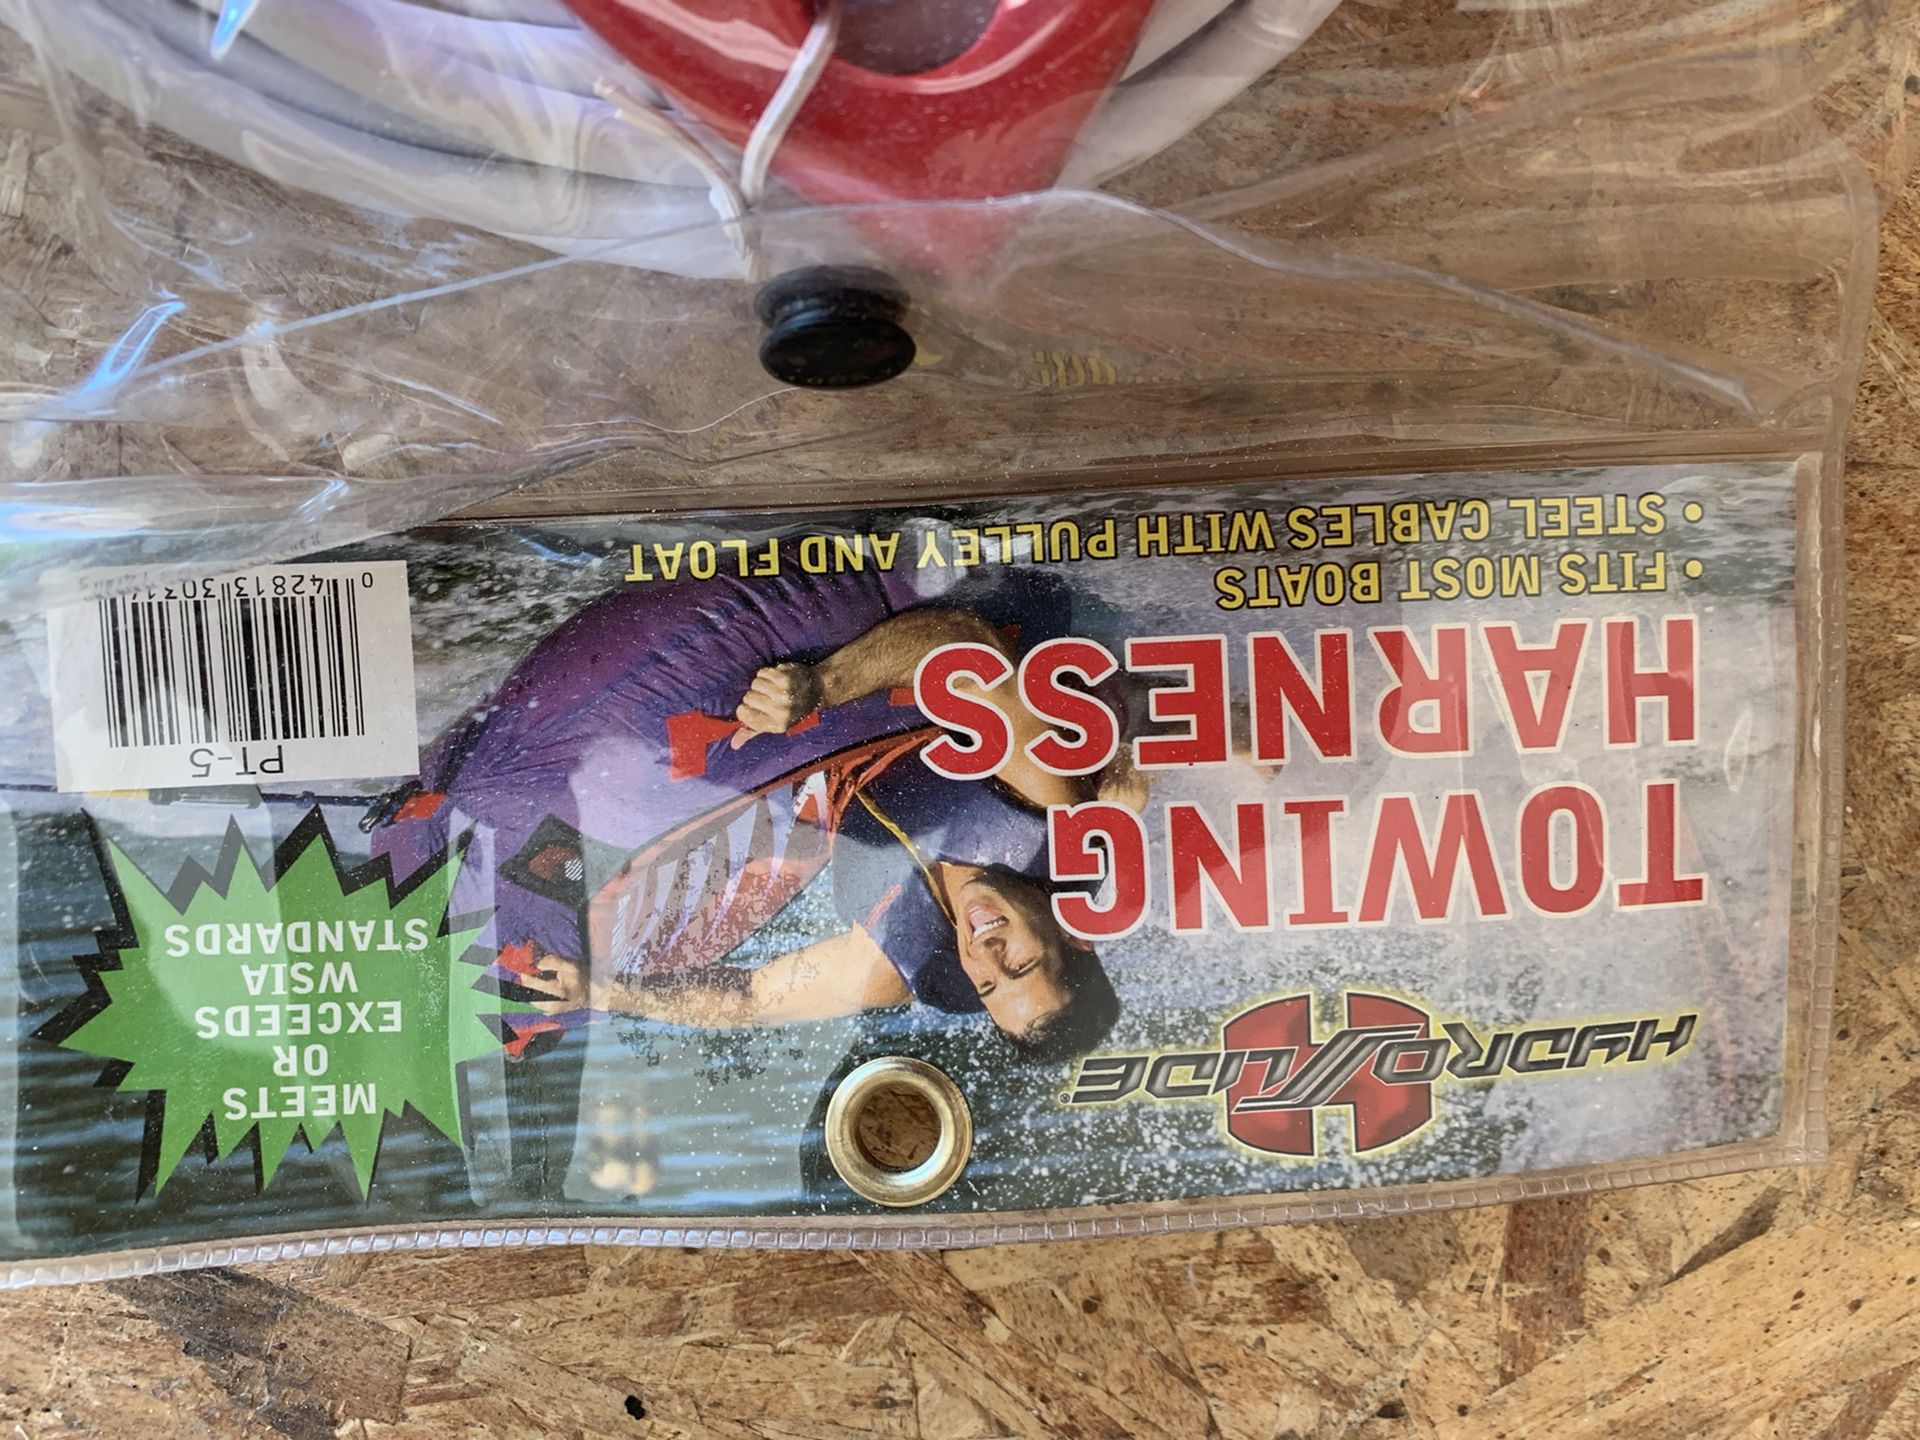 HYDROSLIDE®
TOWING
HARNESS
• FITS MOST BOATS
• STEEL CABLES WITH PULLEY AND FLOAT
MEETS
OR
EXCEEDS
WSIA
STANDARDS
PT-5